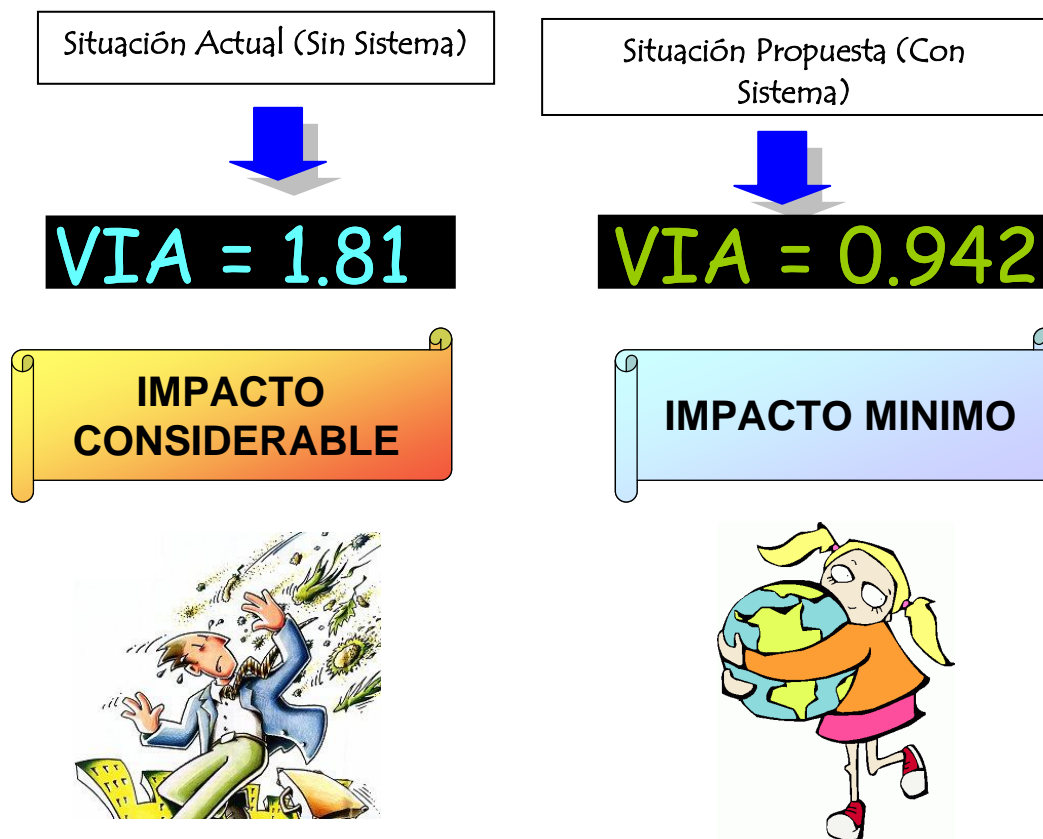 Situación Actual (Sin Sistema)
Situación Propuesta (Con
Sistema)
VIA = 1.81
VIA = 0.942
IMPACTO
CONSIDERABLE
IMPACTO MINIMO